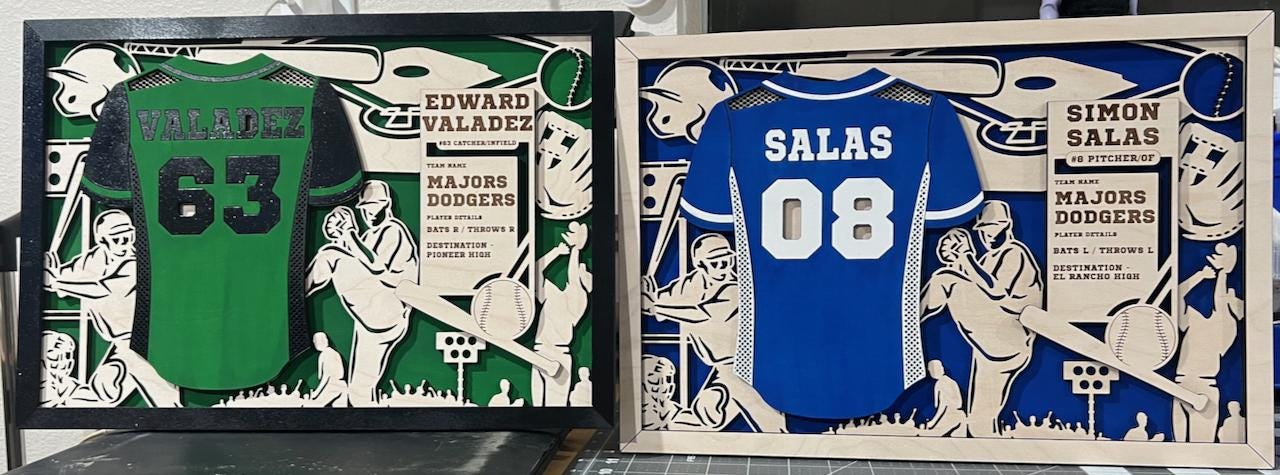 VALADEZ
63
EDWARD
VALADEZ
#63 CATCHER/INFIELD
TEAM NAME
MAJORS
DODGERS
PLAYER DETAILS
BATS R / THROWS R
DESTINATION -
PIONEER HIGH
SALAS
08
SIMON
SALAS
#8 PITCHER/OF
TEAM NAME
MAJORS
DODGERS
PLAYER DETAILS
BATS L / THROWS L
DESTINATION -
EL RANCHO HIGH